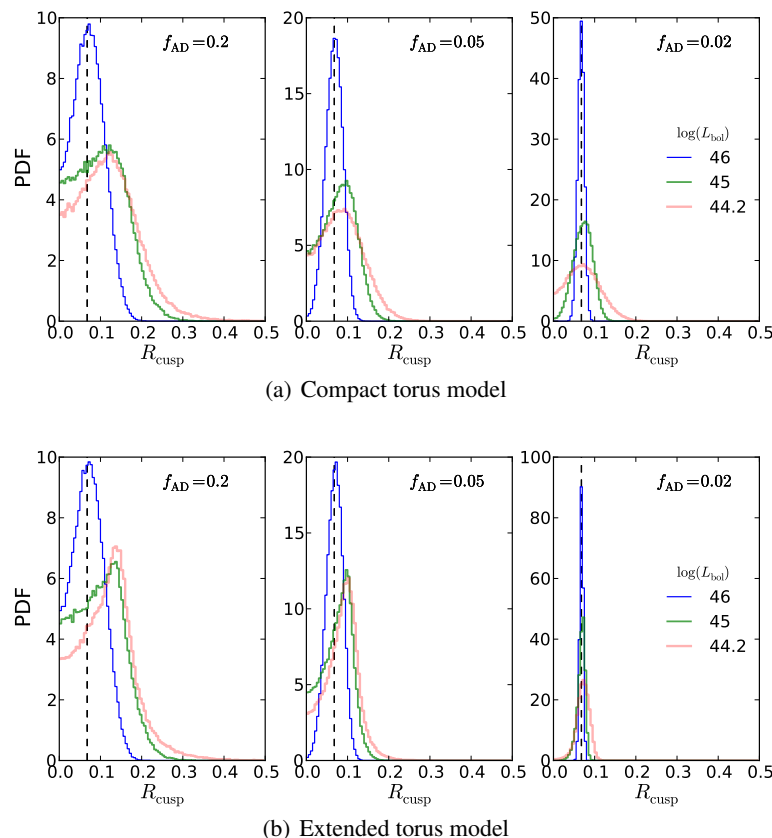 f_AD=0.2
f_AD=0.05
f_AD=0.02
log(L_bol)
46
45
44.2
PDF
10
8
6
4
2
0
20
15
10
5
0
50
40
30
20
10
0
0.0 0.1 0.2 0.3 0.4 0.5
0.0 0.1 0.2 0.3 0.4 0.5
0.0 0.1 0.2 0.3 0.4 0.5
R_cusp
R_cusp
R_cusp
(a) Compact torus model
f_AD=0.2
f_AD=0.05
f_AD=0.02
log(L_bol)
46
45
44.2
PDF
10
8
6
4
2
0
20
15
10
5
0
100
80
60
40
20
0
0.0 0.1 0.2 0.3 0.4 0.5
0.0 0.1 0.2 0.3 0.4 0.5
0.0 0.1 0.2 0.3 0.4 0.5
R_cusp
R_cusp
R_cusp
(b) Extended torus model